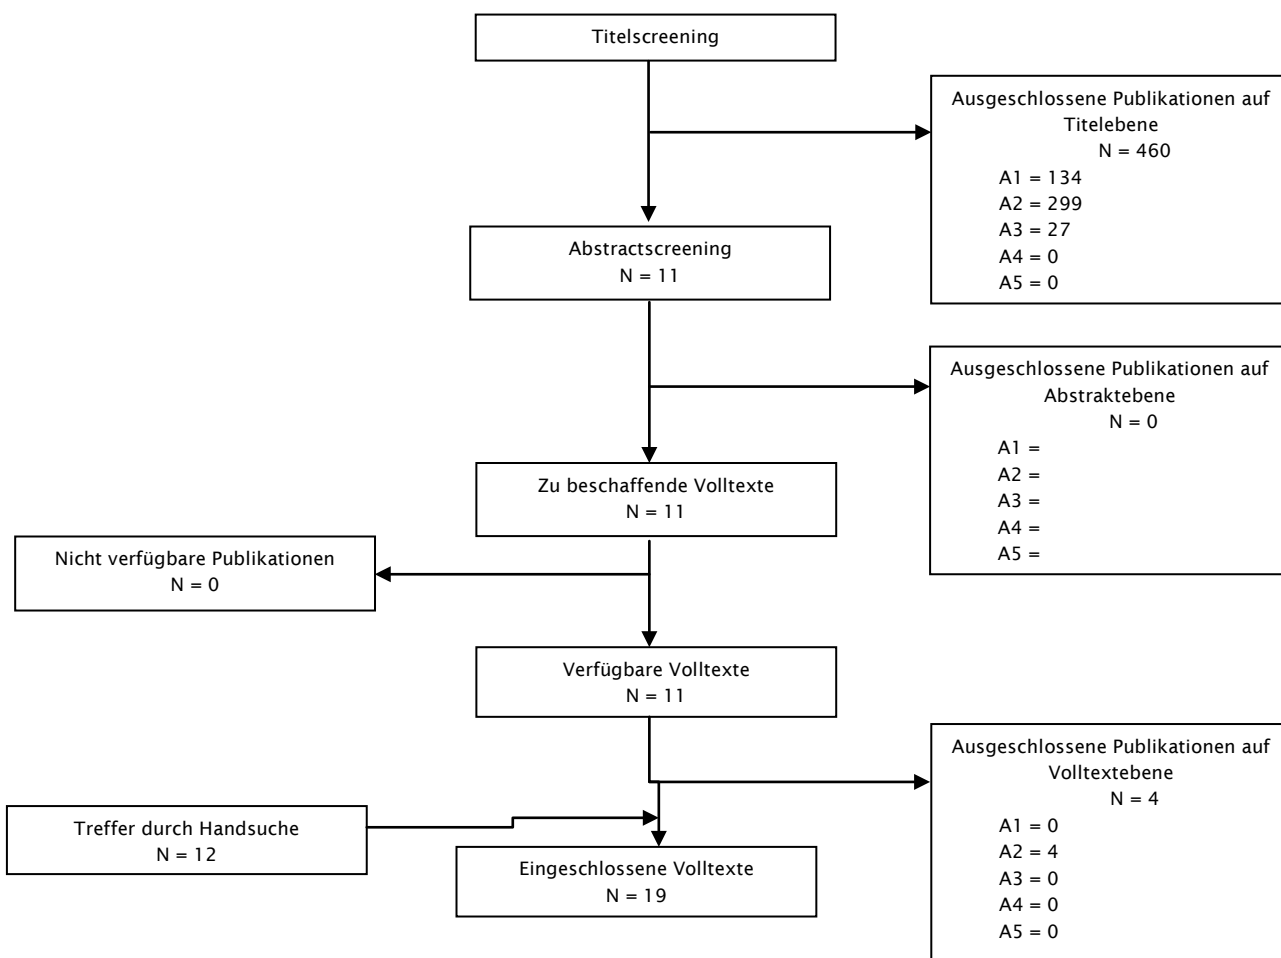 Titelscreening
Ausgeschlossene Publikationen auf
Titelebene
N = 460
A1 = 134
A2 = 299
A3 = 27
A4 = 0
A5 = 0
Abstractscreening
N = 11
Ausgeschlossene Publikationen auf
Abstraktebene
N = 0
A1 =
A2 =
A3 =
A4 =
A5 =
Zu beschaffende Volltexte
N = 11
Nicht verfügbare Publikationen
N = 0
Verfügbare Volltexte
N = 11
Ausgeschlossene Publikationen auf
Volltextebene
N = 4
A1 = 0
A2 = 4
A3 = 0
A4 = 0
A5 = 0
Treffer durch Handsuche
N = 12
Eingeschlossene Volltexte
N = 19